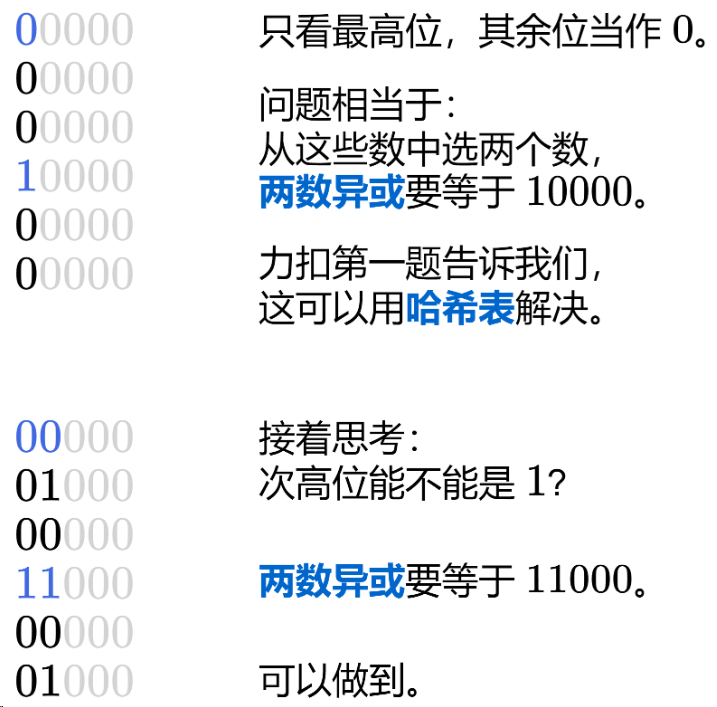 00000 只看最高位，其余位当作 0。
00000
00000 问题相当于：
从这些数中选两个数，
10000 两数异或要等于 10000。
00000
00000 力扣第一题告诉我们，
这可以用哈希表解决。
00000 接着思考：
01000 次高位能不能是 1？
00000
11000 两数异或要等于 11000。
00000
01000 可以做到。